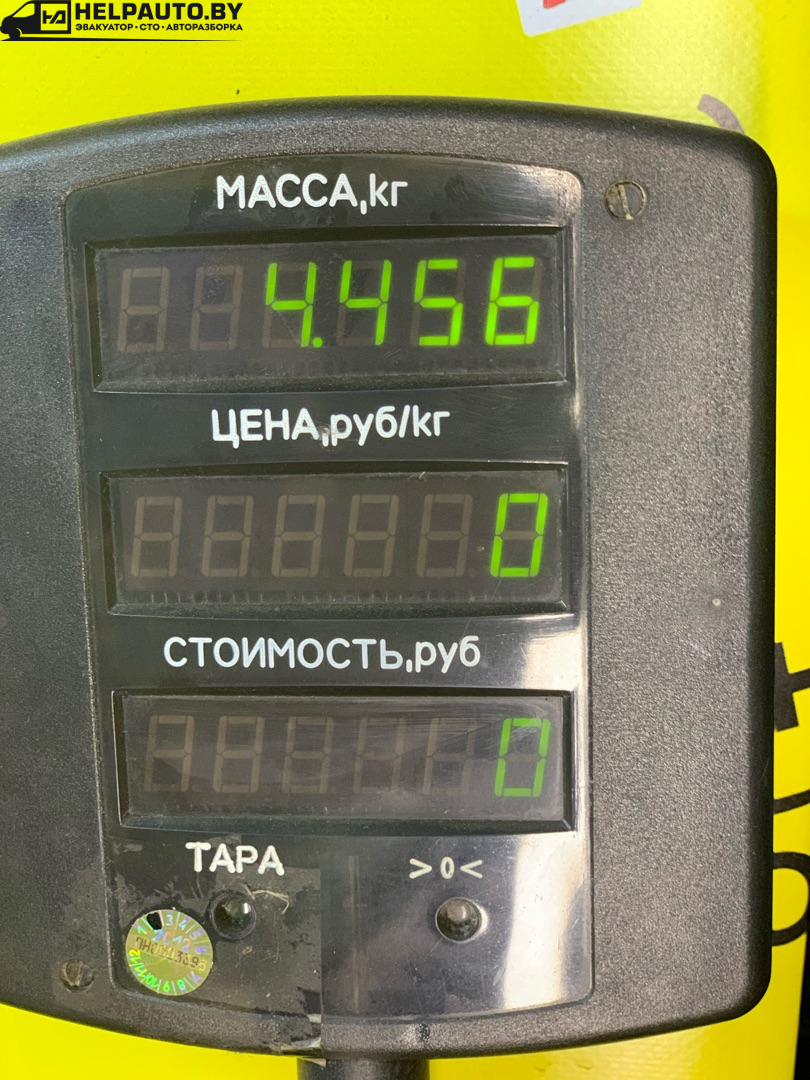 HELPAUTO.BY
ЭВАКУАТОР•СТО•АВТОРАЗБОРКА
МАССА,кг
4.456
ЦЕНА,руб/кг
0
СТОИМОСТЬ,руб
0
ТАРА >0<